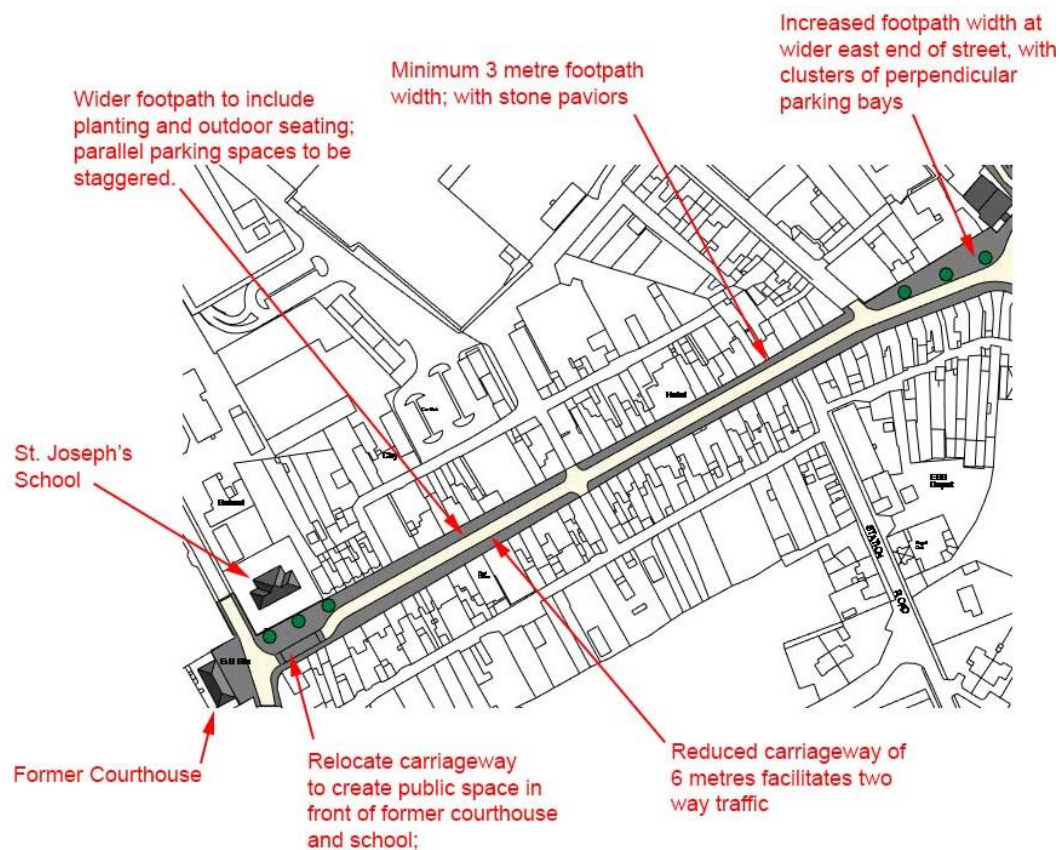 Increased footpath width at
wider east end of street, with
clusters of perpendicular
parking bays
Minimum 3 metre footpath
width; with stone paviors
Wider footpath to include
planting and outdoor seating;
parallel parking spaces to be
staggered.
St. Joseph's
School
Former Courthouse
Relocate carriageway
to create public space in
front of former courthouse
and school;
Reduced carriageway of
6 metres facilitates two
way traffic
STATION
ROAD
ESB
Depot